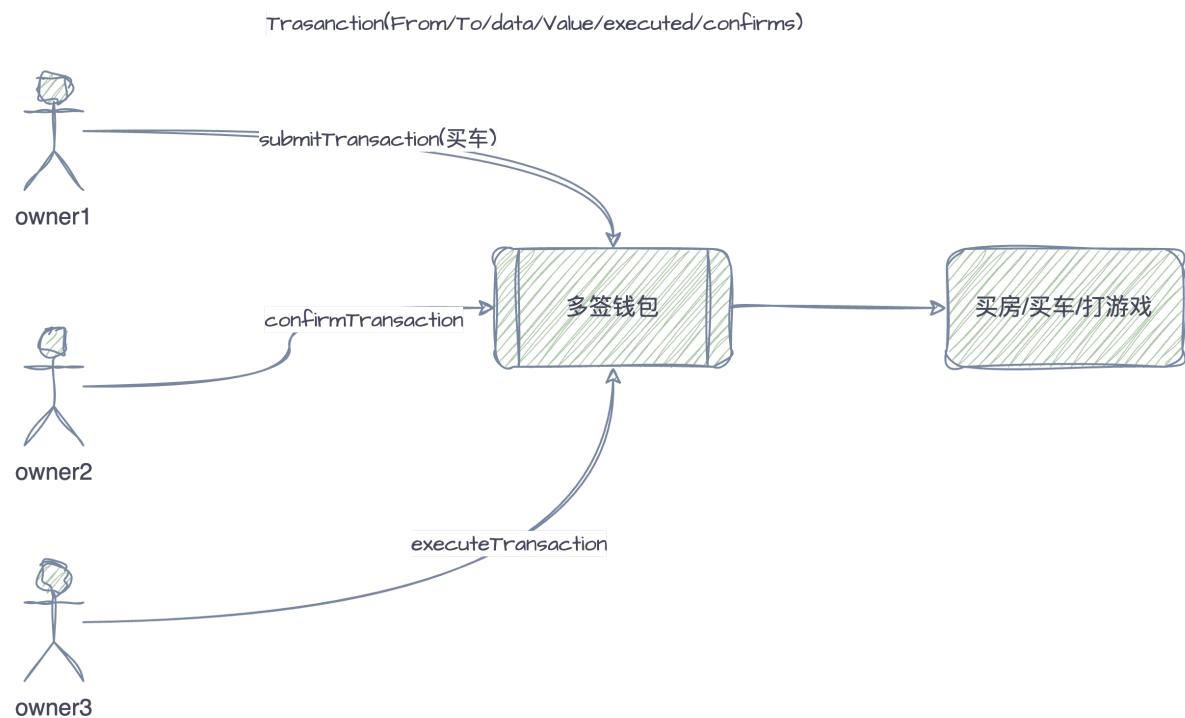 Trasanction(From/To/data/Value/executed/confirms)
submitTransaction(买车)
owner1
多签钱包
买房/买车/打游戏
confirmTransaction
owner2
executeTransaction
owner3